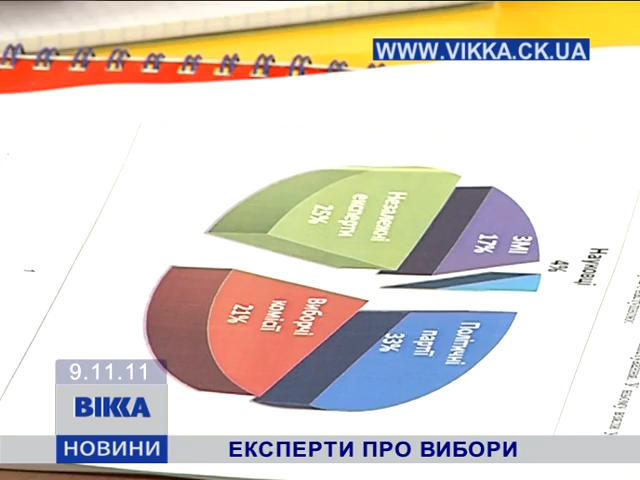 WWW.VIKKA.CK.UA
Незалежні
експерти
25%
ЗМІ
17%
Науковці
4%
Виборчі
комісії
21%
Політичні
партії
33%
1
9.11.11
ВІККА
НОВИНИ
ЕКСПЕРТИ ПРО ВИБОРИ